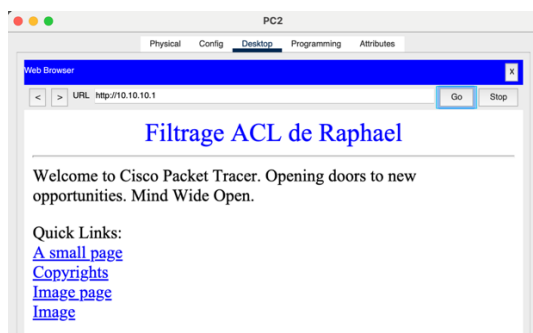 PC2
Physical Config Desktop Programming Attributes
Web Browser X
< > URL http://10.10.10.1 Go Stop
Filtrage ACL de Raphael
Welcome to Cisco Packet Tracer. Opening doors to new
opportunities. Mind Wide Open.
Quick Links:
A small page
Copyrights
Image page
Image